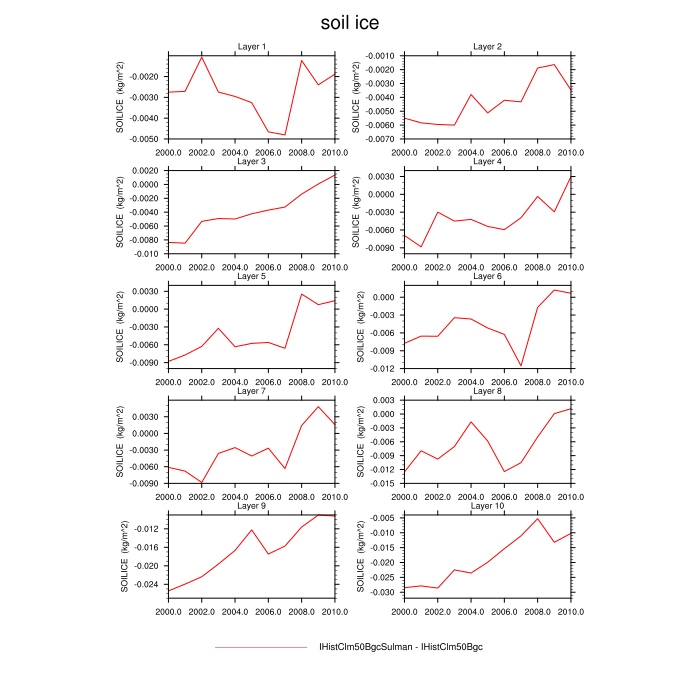 soil ice
Layer 1
SOILICE (kg/m^2)
-0.0020
-0.0030
-0.0040
-0.0050
2000.0 2002.0 2004.0 2006.0 2008.0 2010.0
Layer 2
SOILICE (kg/m^2)
-0.0010
-0.0020
-0.0030
-0.0040
-0.0050
-0.0060
-0.0070
2000.0 2002.0 2004.0 2006.0 2008.0 2010.0
Layer 3
SOILICE (kg/m^2)
0.0020
0.0000
-0.0020
-0.0040
-0.0060
-0.0080
-0.010
2000.0 2002.0 2004.0 2006.0 2008.0 2010.0
Layer 4
SOILICE (kg/m^2)
0.0030
0.0000
-0.0030
-0.0060
-0.0090
2000.0 2002.0 2004.0 2006.0 2008.0 2010.0
Layer 5
SOILICE (kg/m^2)
0.0030
0.0000
-0.0030
-0.0060
-0.0090
2000.0 2002.0 2004.0 2006.0 2008.0 2010.0
Layer 6
SOILICE (kg/m^2)
0.000
-0.003
-0.006
-0.009
-0.012
2000.0 2002.0 2004.0 2006.0 2008.0 2010.0
Layer 7
SOILICE (kg/m^2)
0.0030
0.0000
-0.0030
-0.0060
-0.0090
2000.0 2002.0 2004.0 2006.0 2008.0 2010.0
Layer 8
SOILICE (kg/m^2)
0.003
0.000
-0.003
-0.006
-0.009
-0.012
-0.015
2000.0 2002.0 2004.0 2006.0 2008.0 2010.0
Layer 9
SOILICE (kg/m^2)
-0.012
-0.016
-0.020
-0.024
2000.0 2002.0 2004.0 2006.0 2008.0 2010.0
Layer 10
SOILICE (kg/m^2)
-0.005
-0.010
-0.015
-0.020
-0.025
-0.030
2000.0 2002.0 2004.0 2006.0 2008.0 2010.0
IHistClm50BgcSulman - IHistClm50Bgc